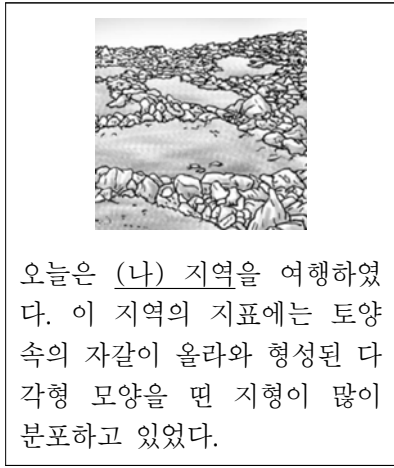 오늘은 (나) 지역을 여행하였
다. 이 지역의 지표에는 토양
속의 자갈이 올라와 형성된 다
각형 모양을 띤 지형이 많이
분포하고 있었다.